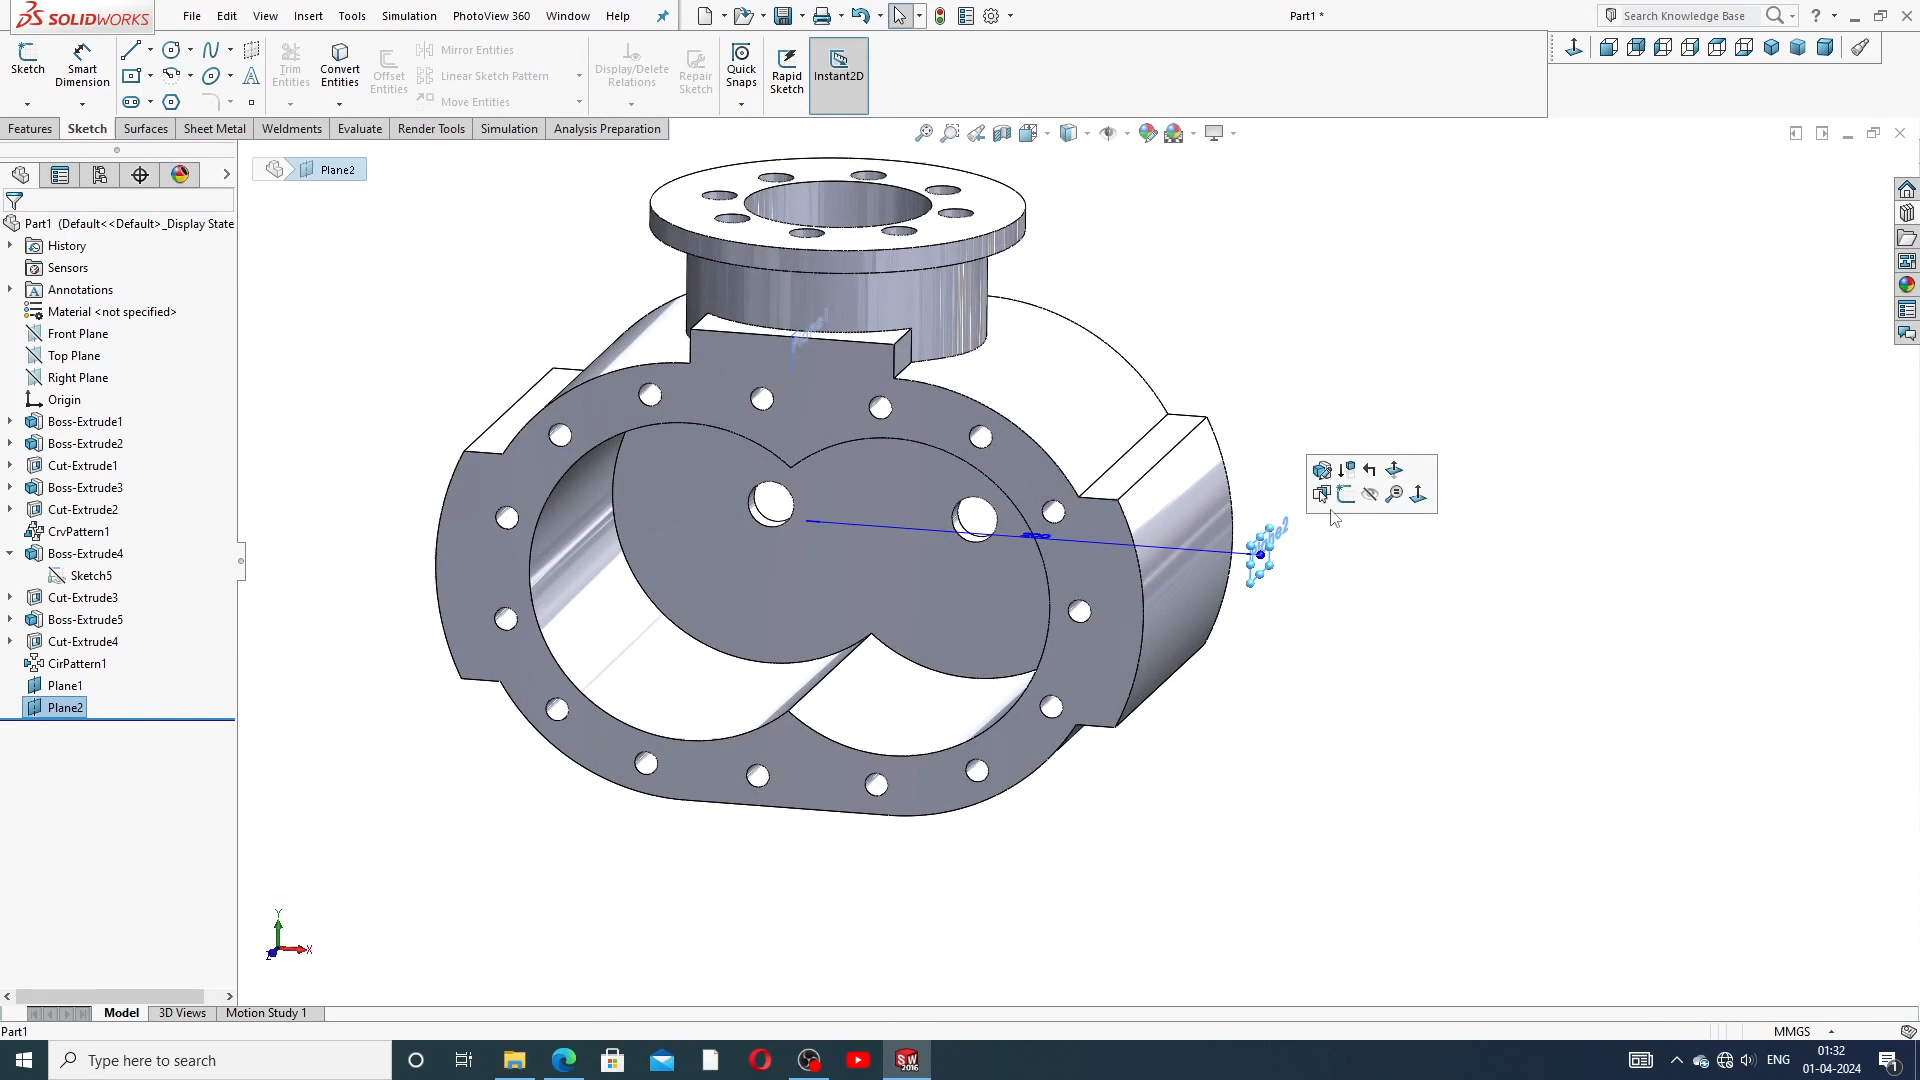 SOLIDWORKS
File Edit View Insert Tools Simulation PhotoView 360 Window Help
Part1 *
Search Knowledge Base
Sketch
Smart Dimension
Trim Entities
Convert Entities
Offset Entities
Mirror Entities
Linear Sketch Pattern
Move Entities
Display/Delete Relations
Repair Sketch
Quick Snaps
Rapid Sketch
Instant2D
Features Sketch Surfaces Sheet Metal Weldments Evaluate Render Tools Simulation Analysis Preparation
Plane2
Part1 (Default<<Default>_Display State
History
Sensors
Annotations
Material <not specified>
Front Plane
Top Plane
Right Plane
Origin
Boss-Extrude1
Boss-Extrude2
Cut-Extrude1
Boss-Extrude3
Cut-Extrude2
CrvPattern1
Boss-Extrude4
Sketch5
Cut-Extrude3
Boss-Extrude5
Cut-Extrude4
CirPattern1
Plane1
Plane2
Plane1
Plane2
Y
X
Z
Model 3D Views Motion Study 1
Part1
MMGS
Type here to search
SW
2016
ENG
01:32
01-04-2024
1